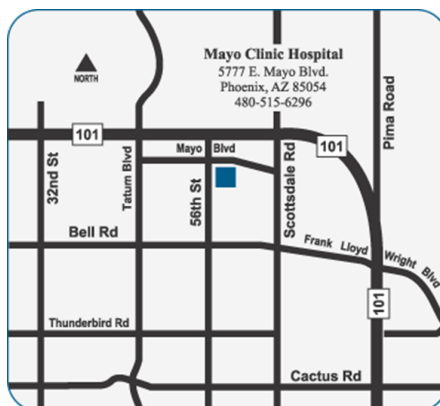 Mayo Clinic Hospital
5777 E. Mayo Blvd.
Phoenix, AZ 85054
480-515-6296
NORTH
Pima Road
101
Mayo Blvd
101
32nd St
Tatum Blvd
56th St
Scottsdale Rd
Bell Rd
Frank Lloyd Wright Blvd
101
Thunderbird Rd
Cactus Rd